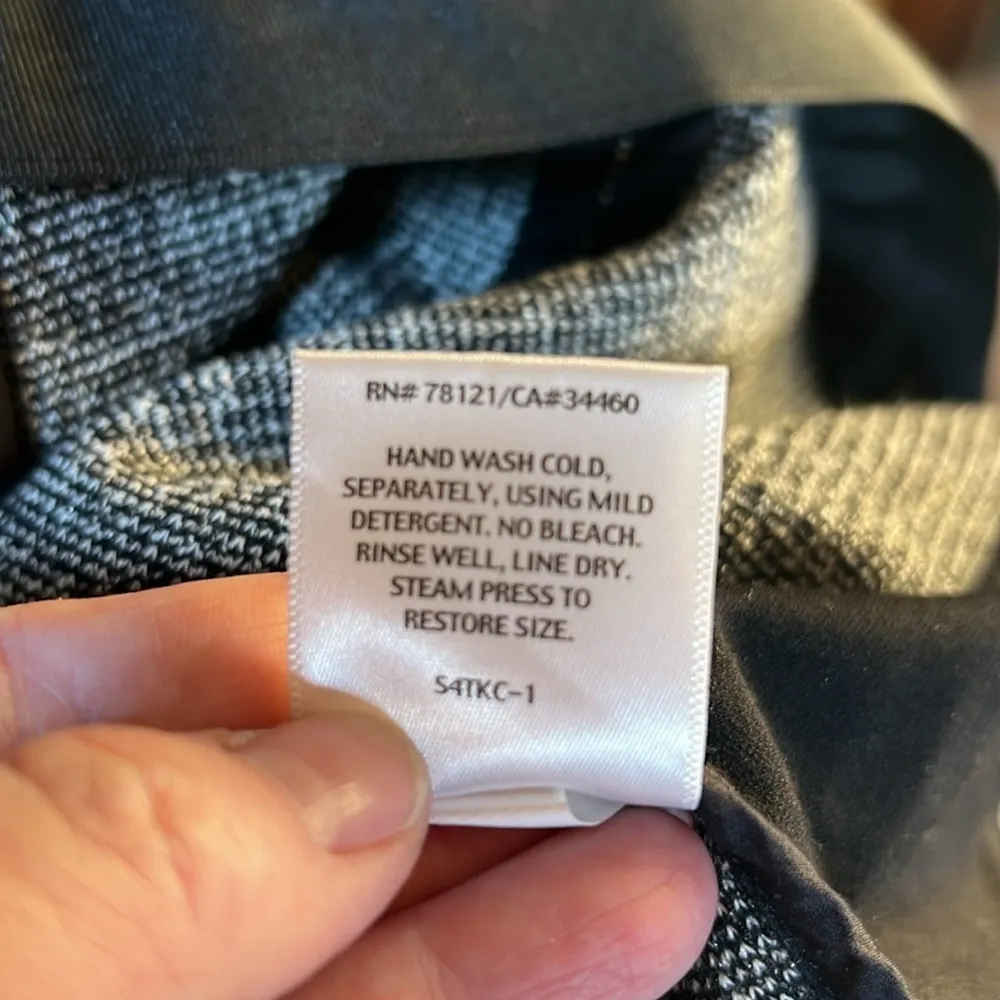 RN# 78121/CA#34460
HAND WASH COLD,
SEPARATELY, USING MILD
DETERGENT. NO BLEACH.
RINSE WELL, LINE DRY.
STEAM PRESS TO
RESTORE SIZE.
S4TKC-1